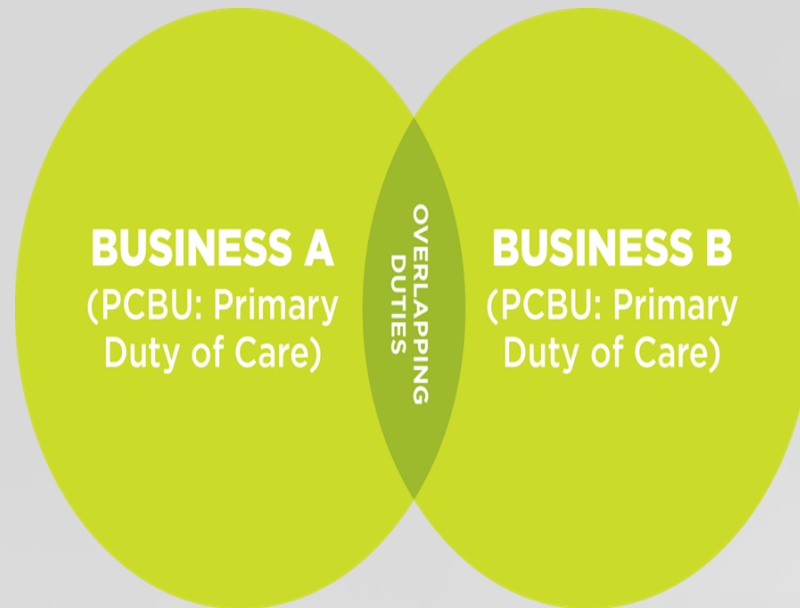 BUSINESS A
(PCBU: Primary
Duty of Care)
OVERLAPPING
DUTIES
BUSINESS B
(PCBU: Primary
Duty of Care)